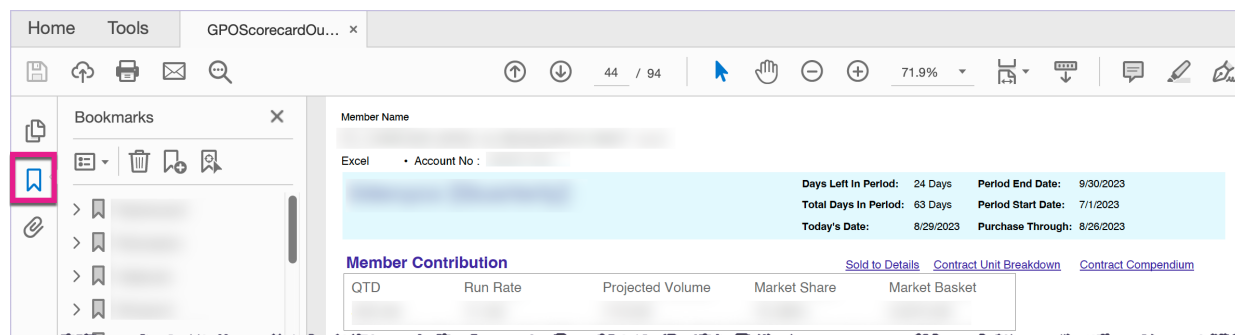 Home Tools GPOScorecardOu... ×
44 / 94 71.9%
Bookmarks
Member Name
Excel • Account No :
Days Left In Period: 24 Days Period End Date: 9/30/2023
Total Days In Period: 63 Days Period Start Date: 7/1/2023
Today's Date: 8/29/2023 Purchase Through: 8/26/2023
Member Contribution Sold to Details Contract Unit Breakdown Contract Compendium
QTD Run Rate Projected Volume Market Share Market Basket